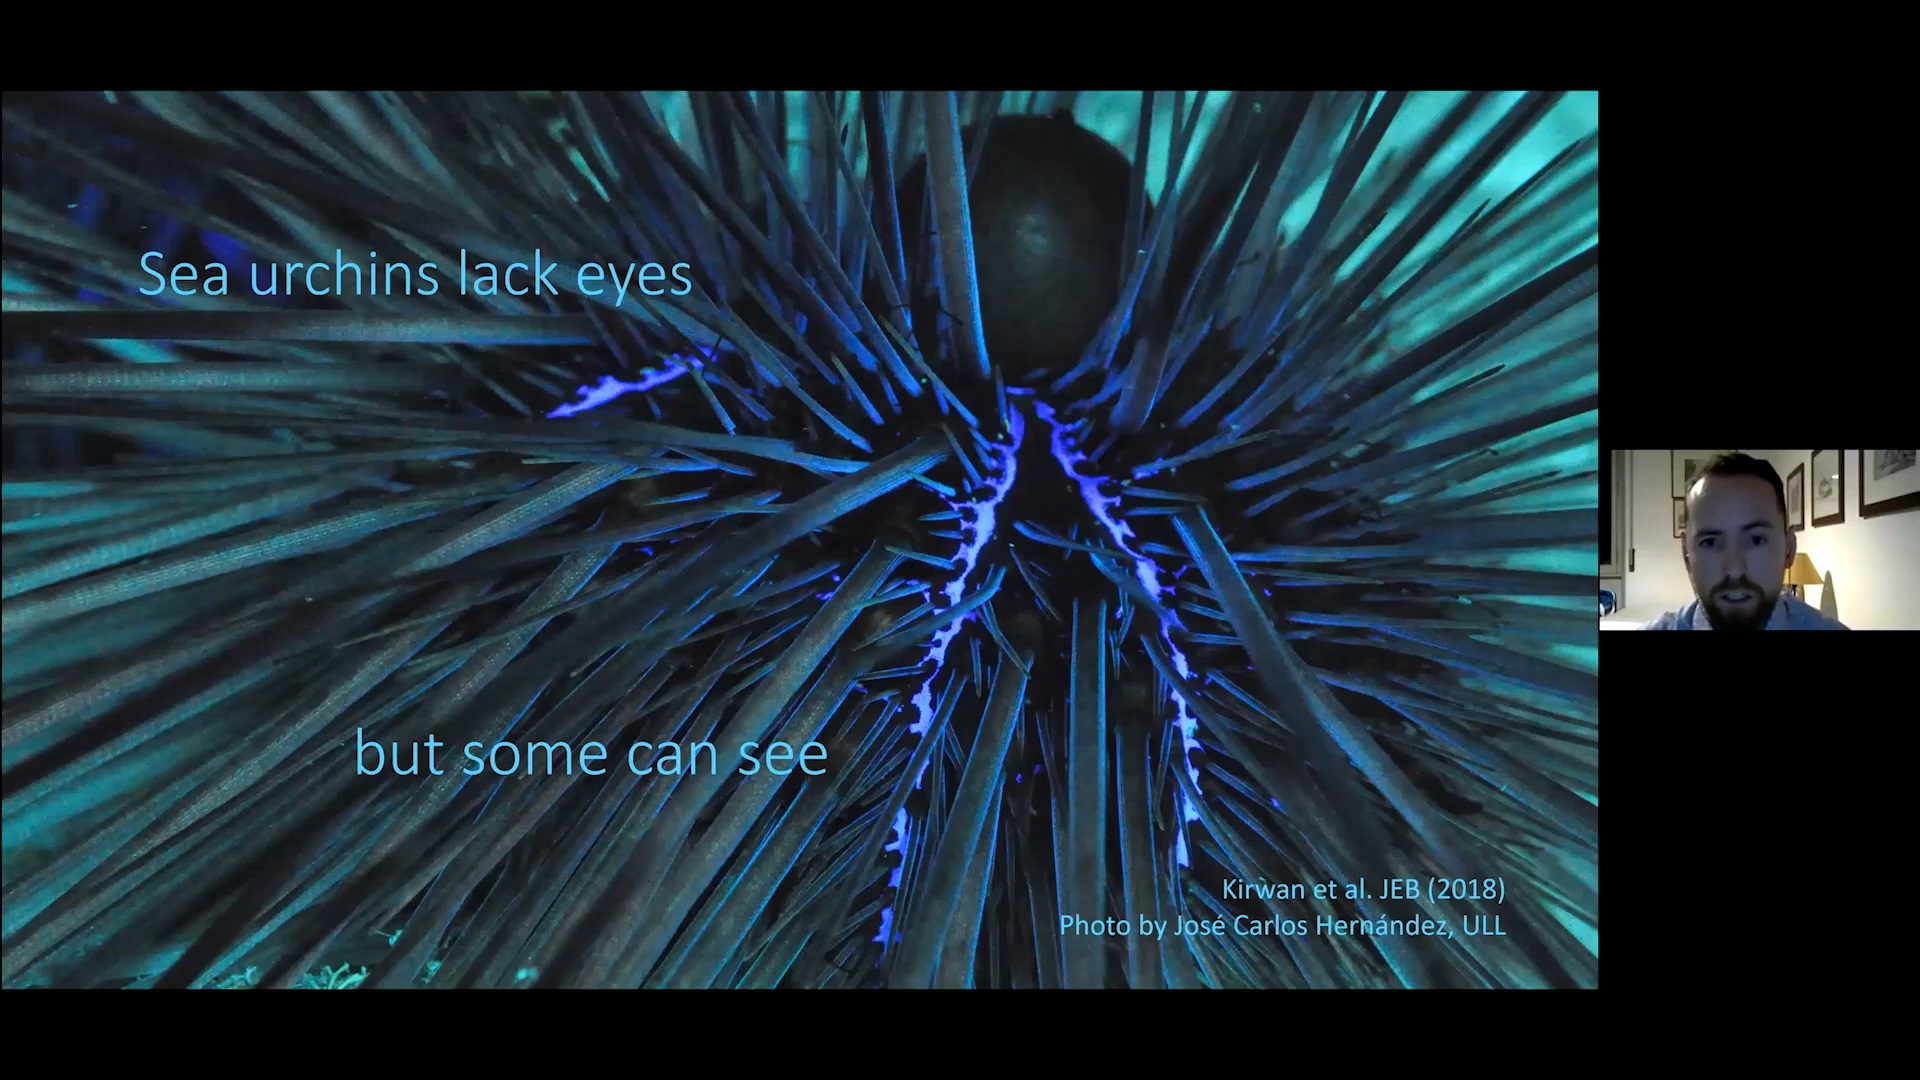 Sea urchins lack eyes
but some can see
Kirwan et al. JEB (2018)
Photo by José Carlos Hernández, ULL